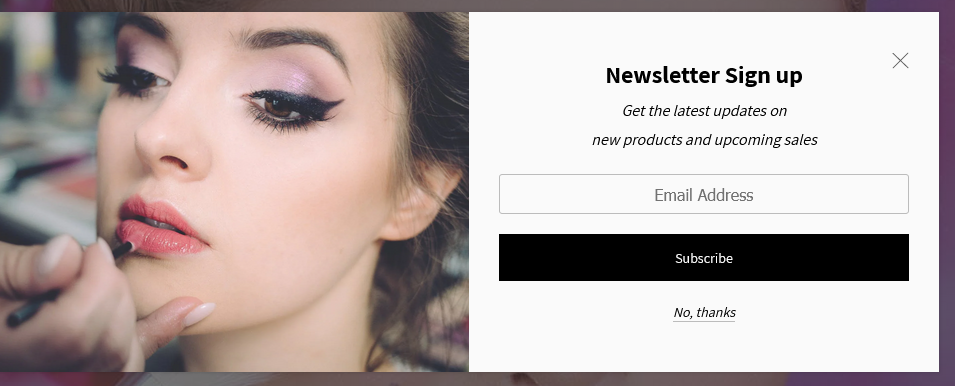 Newsletter Sign up
Get the latest updates on
new products and upcoming sales
Email Address
Subscribe
No, thanks